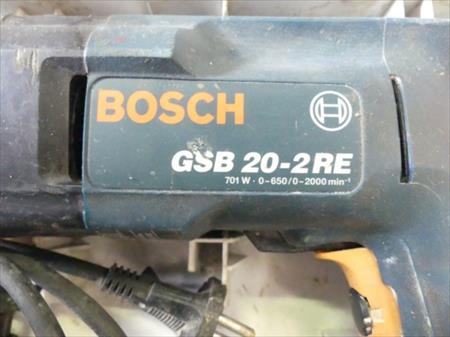 BOSCH
GSB 20-2RE
701 W · 0-650/0-2000 min⁻¹